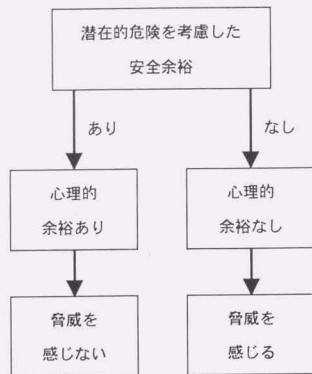 潜在的危険を考慮した
安全余裕
あり
なし
心理的
余裕あり
心理的
余裕なし
脅威を
感じない
脅威を
感じる